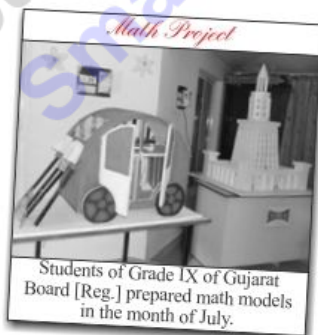 Math Project
Students of Grade IX of Gujarat
Board [Reg.] prepared math models
in the month of July.